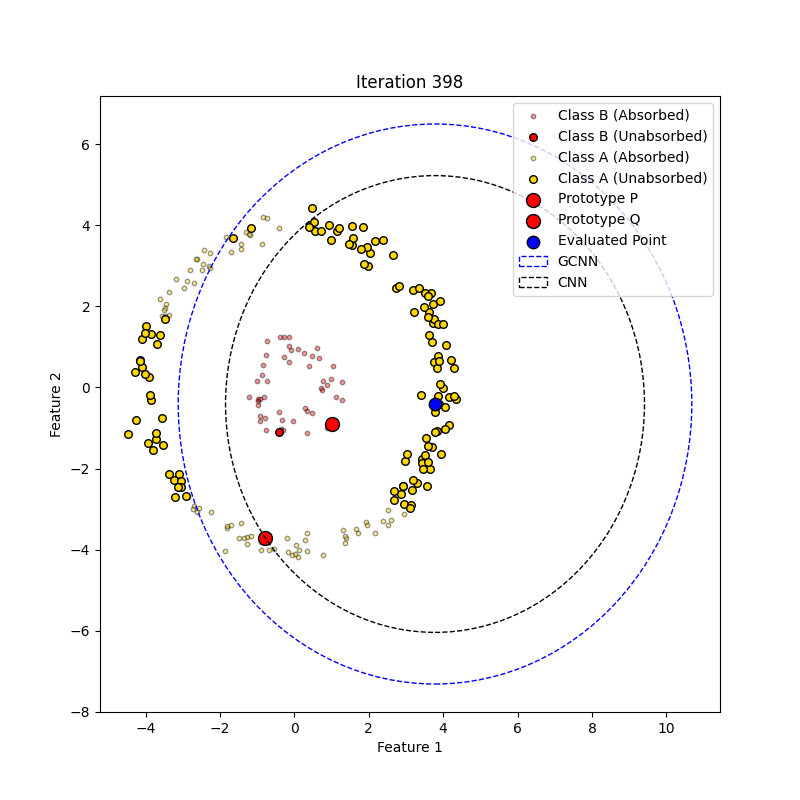 Iteration 398
Class B (Absorbed)
Class B (Unabsorbed)
Class A (Absorbed)
Class A (Unabsorbed)
Prototype P
Prototype Q
Evaluated Point
GCNN
CNN
6
4
2
0
−2
−4
−6
−8
Feature 2
−4 −2 0 2 4 6 8 10
Feature 1